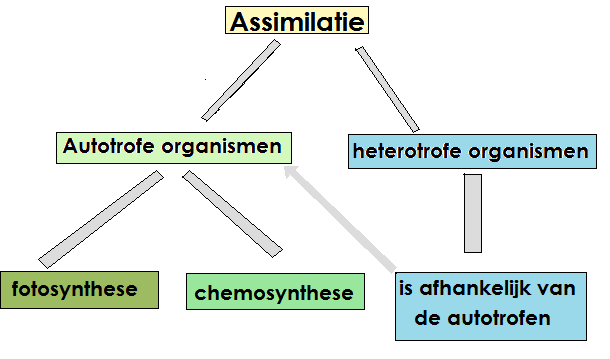 Assimilatie
Autotrofe organismen
heterotrofe organismen
fotosynthese
chemosynthese
is afhankelijk van
de autotrofen